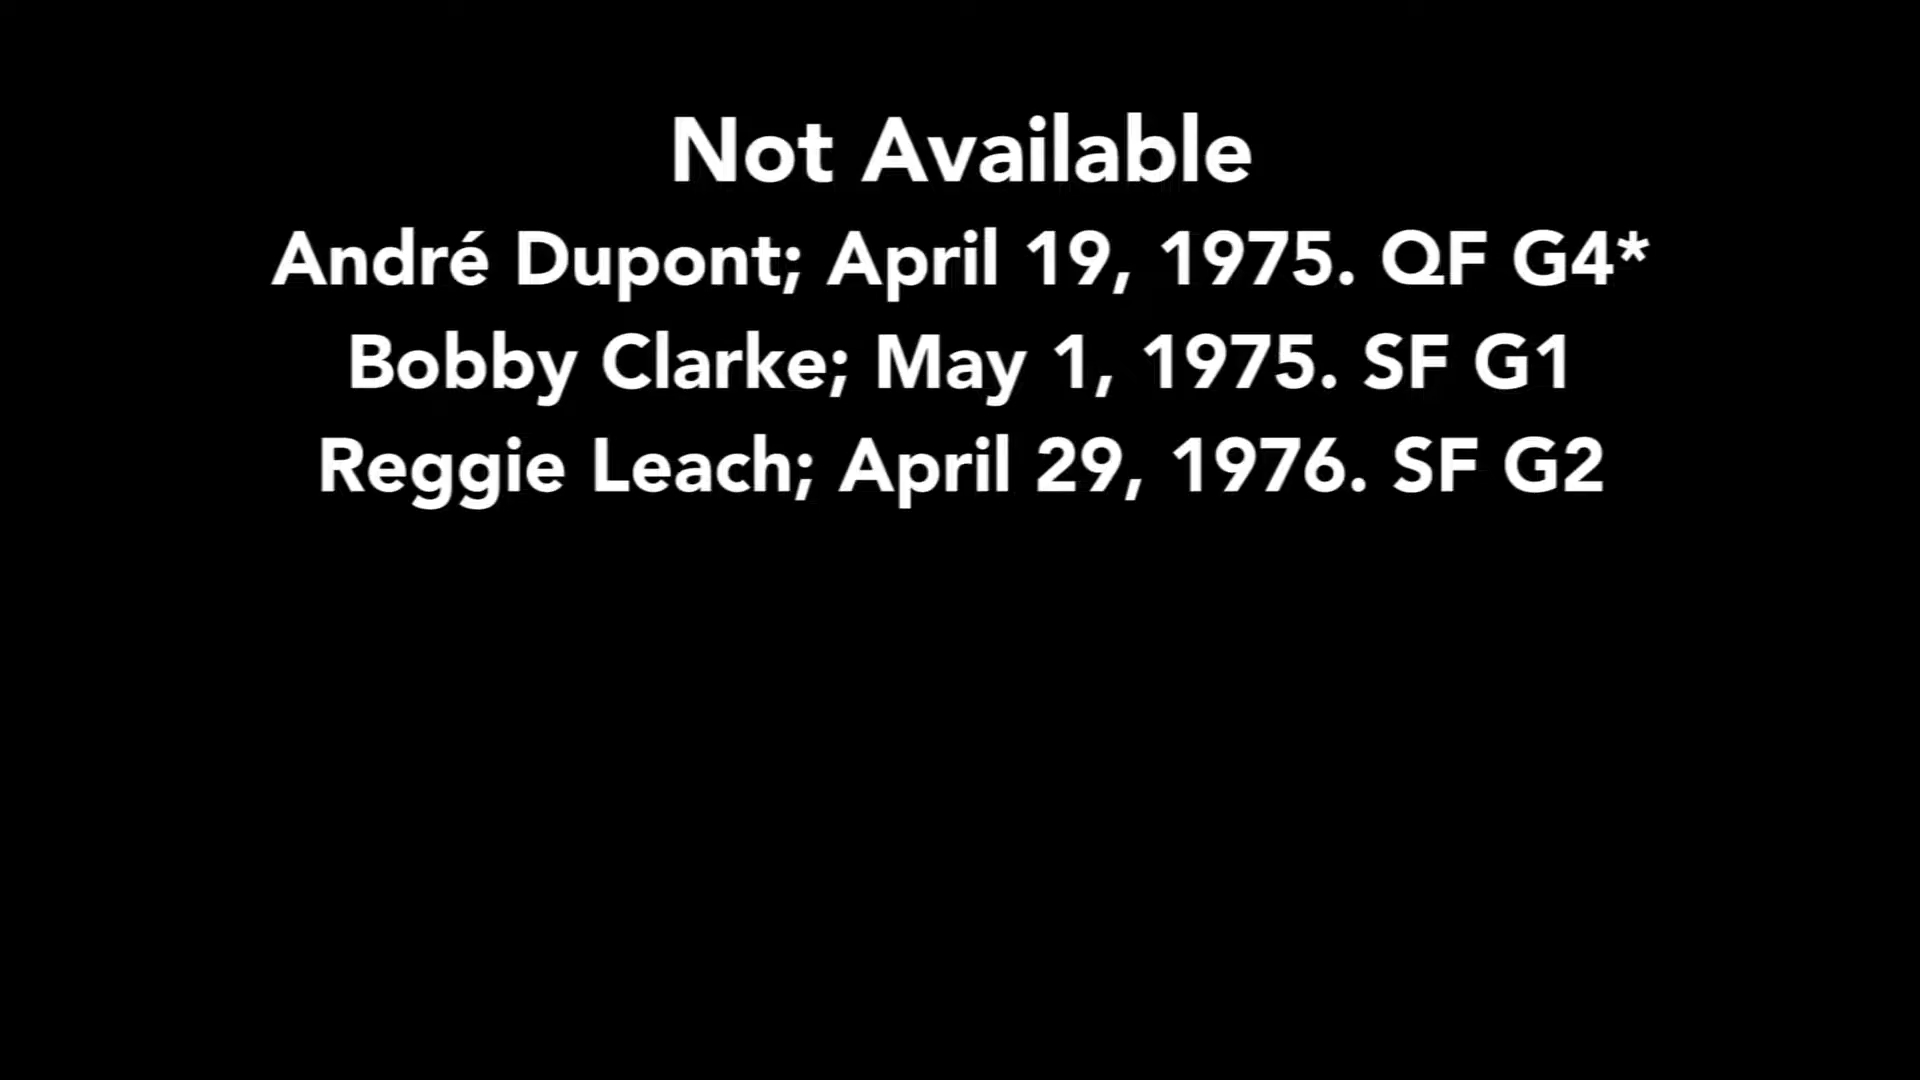 Not Available
André Dupont; April 19, 1975. QF G4*
Bobby Clarke; May 1, 1975. SF G1
Reggie Leach; April 29, 1976. SF G2